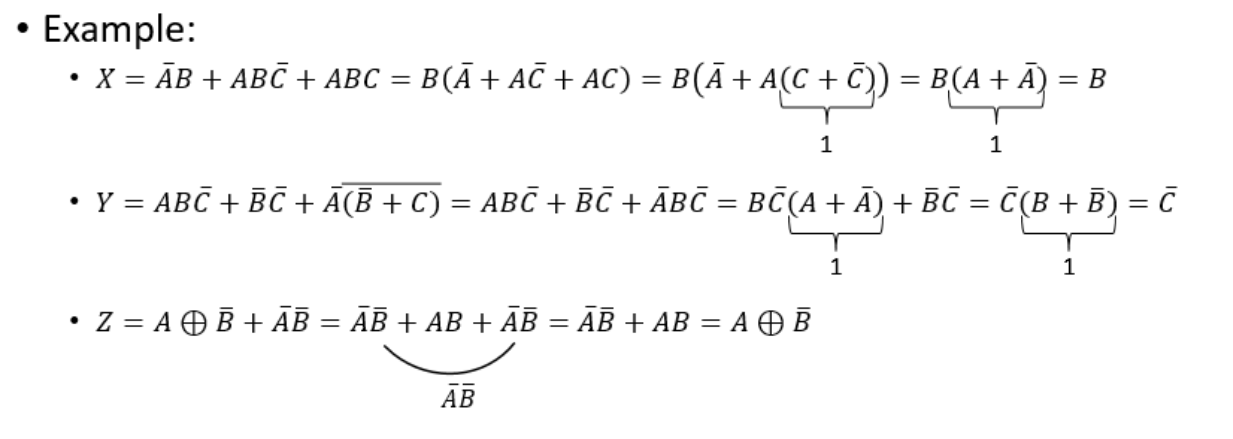 • Example:
• X = ĀB + ABC̄ + ABC = B(Ā + AC̄ + AC) = B(Ā + A(C + C̄)) = B(A + Ā) = B
1 1
• Y = ABC̄ + B̄C̄ + Ā\overline{(B̄ + C)} = ABC̄ + B̄C̄ + ĀBC̄ = BC̄(A + Ā) + B̄C̄ = C̄(B + B̄) = C̄
1 1
• Z = A ⊕ B̄ + ĀB̄ = ĀB̄ + AB + ĀB̄ = ĀB̄ + AB = A ⊕ B̄
ĀB̄